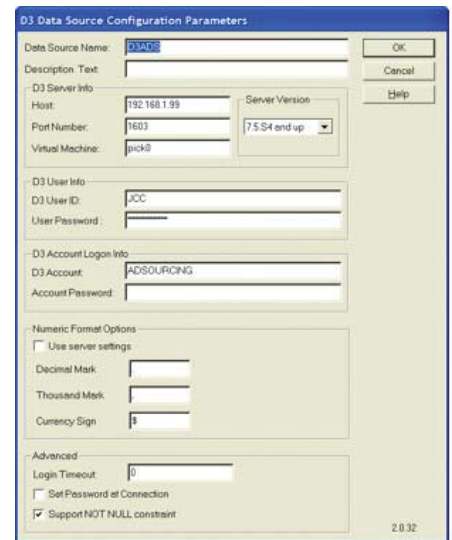 D3 Data Source Configuration Parameters
Data Source Name: D3ADS
OK
Description Text:
Cancel
D3 Server Info
Help
Host: 192.168.1.99
Server Version
Port Number: 1603
7.5.S4 end up
Virtual Machine: pick0
D3 User Info
D3 User ID: JCC
User Password:
D3 Account Logon Info
D3 Account: ADSOURCING
Account Password:
Numeric Format Options
Use server settings
Decimal Mark
Thousand Mark ,
Currency Sign $
Advanced
Login Timeout: 0
Set Password at Connection
Support NOT NULL constraint
2.0.32